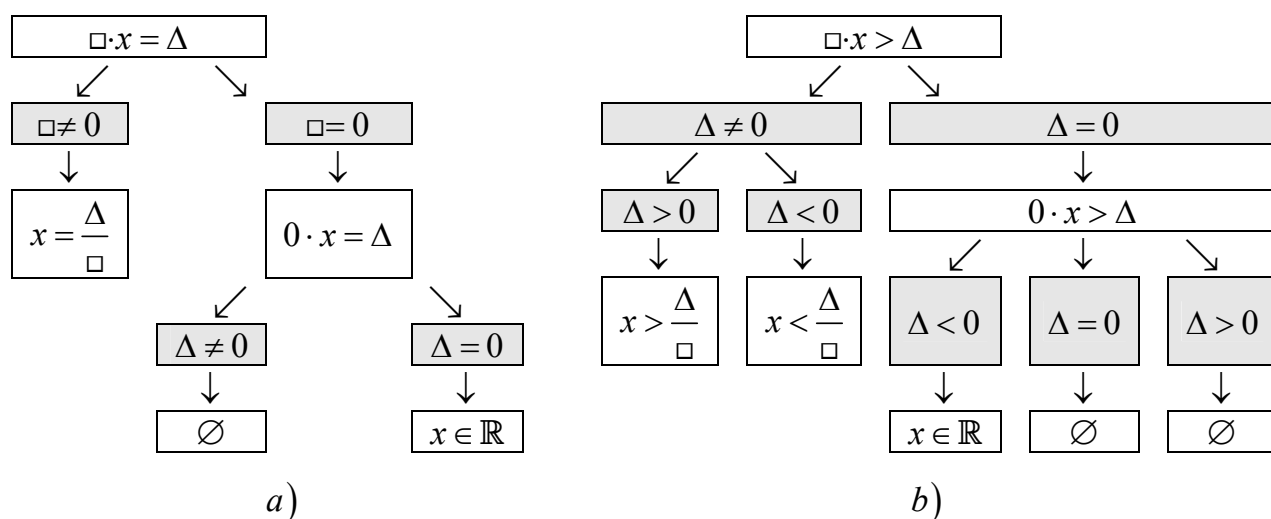 □·x = Δ
□≠ 0
□= 0
x = Δ/□
0 · x = Δ
Δ ≠ 0
Δ = 0
∅
x ∈ ℝ
a)
□·x > Δ
Δ ≠ 0
Δ = 0
Δ > 0
Δ < 0
0 · x > Δ
x > Δ/□
x < Δ/□
Δ < 0
Δ = 0
Δ > 0
x ∈ ℝ
∅
∅
b)